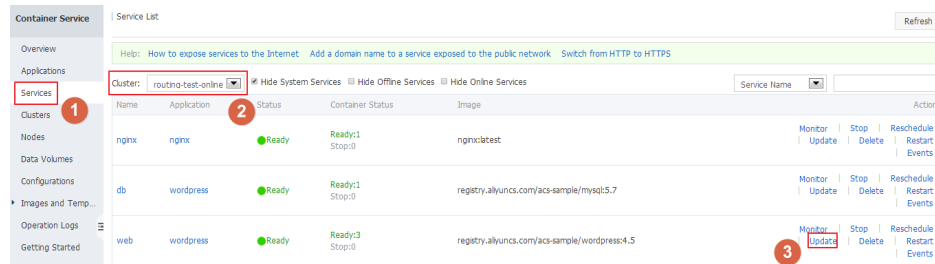 Container Service
Service List
Refresh
Overview
Applications
Services
Clusters
Nodes
Data Volumes
Configurations
Images and Temp...
Operation Logs
Getting Started
Help: How to expose services to the Internet Add a domain name to a service exposed to the public network Switch from HTTP to HTTPS
Cluster: routing-test-online Hide System Services Hide Offline Services Hide Online Services Service Name
1
2
Name Application Status Container Status Image Action
nginx nginx Ready Ready:1 Stop:0 nginx:latest Monitor Stop Reschedule
Update Delete Restart
Events
db wordpress Ready Ready:1 Stop:0 registry.aliyuncs.com/acs-sample/mysql:5.7 Monitor Stop Reschedule
Update Delete Restart
Events
web wordpress Ready Ready:3 Stop:0 registry.aliyuncs.com/acs-sample/wordpress:4.5 Monitor Stop Reschedule
3 Update Delete Restart
Events